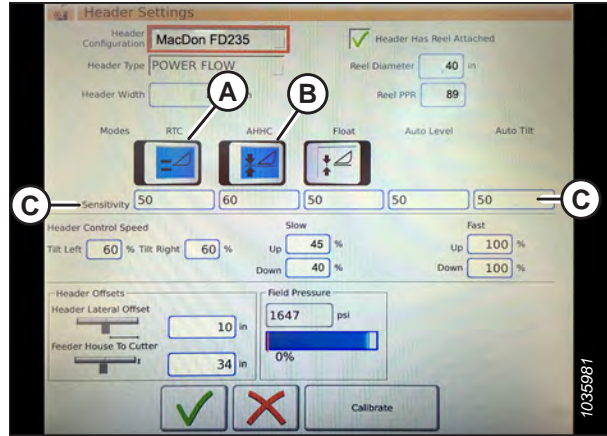 Header Settings
Header Configuration MacDon FD235
Header Has Reel Attached
Header Type POWER FLOW
Reel Diameter 40 in
Header Width
Reel PPR 89
A
B
Modes RTC AHHC Float Auto Level Auto Tilt
C
Sensitivity 50 60 50 50 50
C
Header Control Speed
Slow
Fast
Tilt Left 60 % Tilt Right 60 %
Up 45 %
Up 100 %
Down 40 %
Down 100 %
Header Offsets
Field Pressure
Header Lateral Offset
10 in
1647 psi
Feeder House To Cutter
34 in
0%
Calibrate
1035981